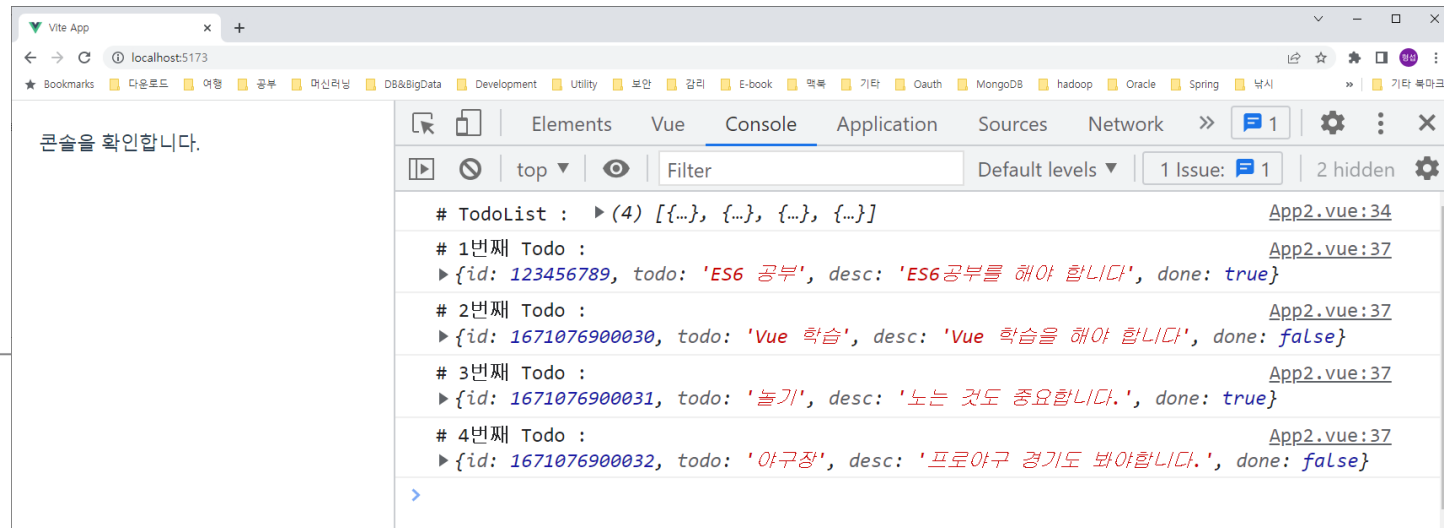 Vite App
localhost:5173
Bookmarks 다운로드 여행 공부 머신러닝 DB&BigData Development Utility 보안 감리 E-book 맥북 기타 Oauth MongoDB hadoop Oracle Spring 낚시 » 기타 북마크
콘솔을 확인합니다.
Elements Vue Console Application Sources Network » 1
top ▼ Filter Default levels ▼ 1 Issue: 1 2 hidden
# TodoList : ▶(4) [{…}, {…}, {…}, {…}] App2.vue:34
# 1번째 Todo : App2.vue:37
▶{id: 123456789, todo: 'ES6 공부', desc: 'ES6공부를 해야 합니다', done: true}
# 2번째 Todo : App2.vue:37
▶{id: 1671076900030, todo: 'Vue 학습', desc: 'Vue 학습을 해야 합니다', done: false}
# 3번째 Todo : App2.vue:37
▶{id: 1671076900031, todo: '놀기', desc: '노는 것도 중요합니다.', done: true}
# 4번째 Todo : App2.vue:37
▶{id: 1671076900032, todo: '야구장', desc: '프로야구 경기도 봐야합니다.', done: false}